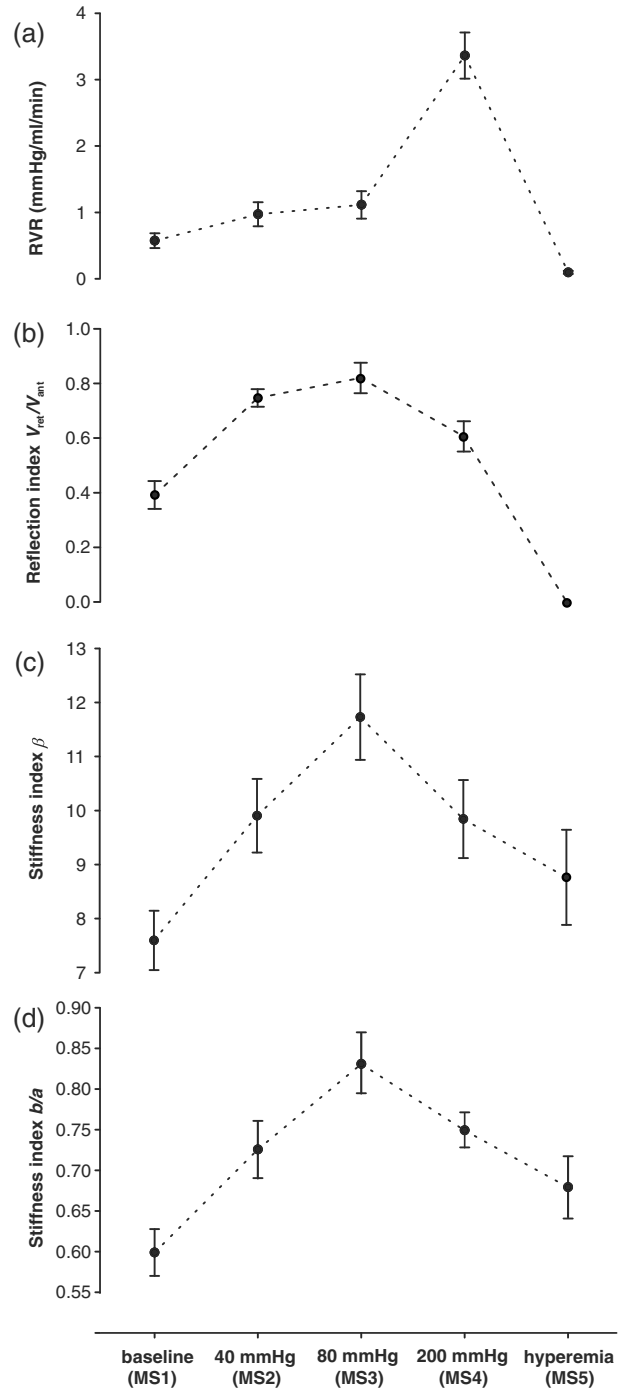 (a)
RVR (mmHg/ml/min)
4
3
2
1
0
(b)
Reflection index Vret/Vant
1.0
0.8
0.6
0.4
0.2
0.0
(c)
Stiffness index β
13
12
11
10
9
8
7
(d)
Stiffness index b/a
0.90
0.85
0.80
0.75
0.70
0.65
0.60
0.55
baseline 40 mmHg 80 mmHg 200 mmHg hyperemia
(MS1) (MS2) (MS3) (MS4) (MS5)